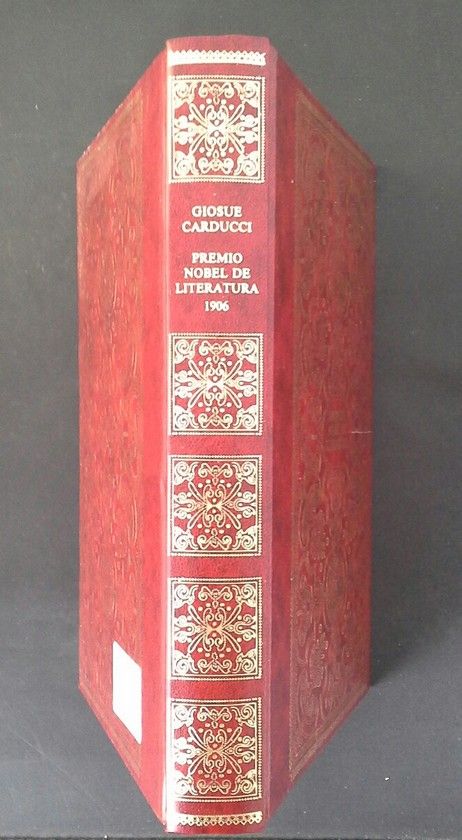 GIOSUE
CARDUCCI
PREMIO
NOBEL DE
LITERATURA
1906